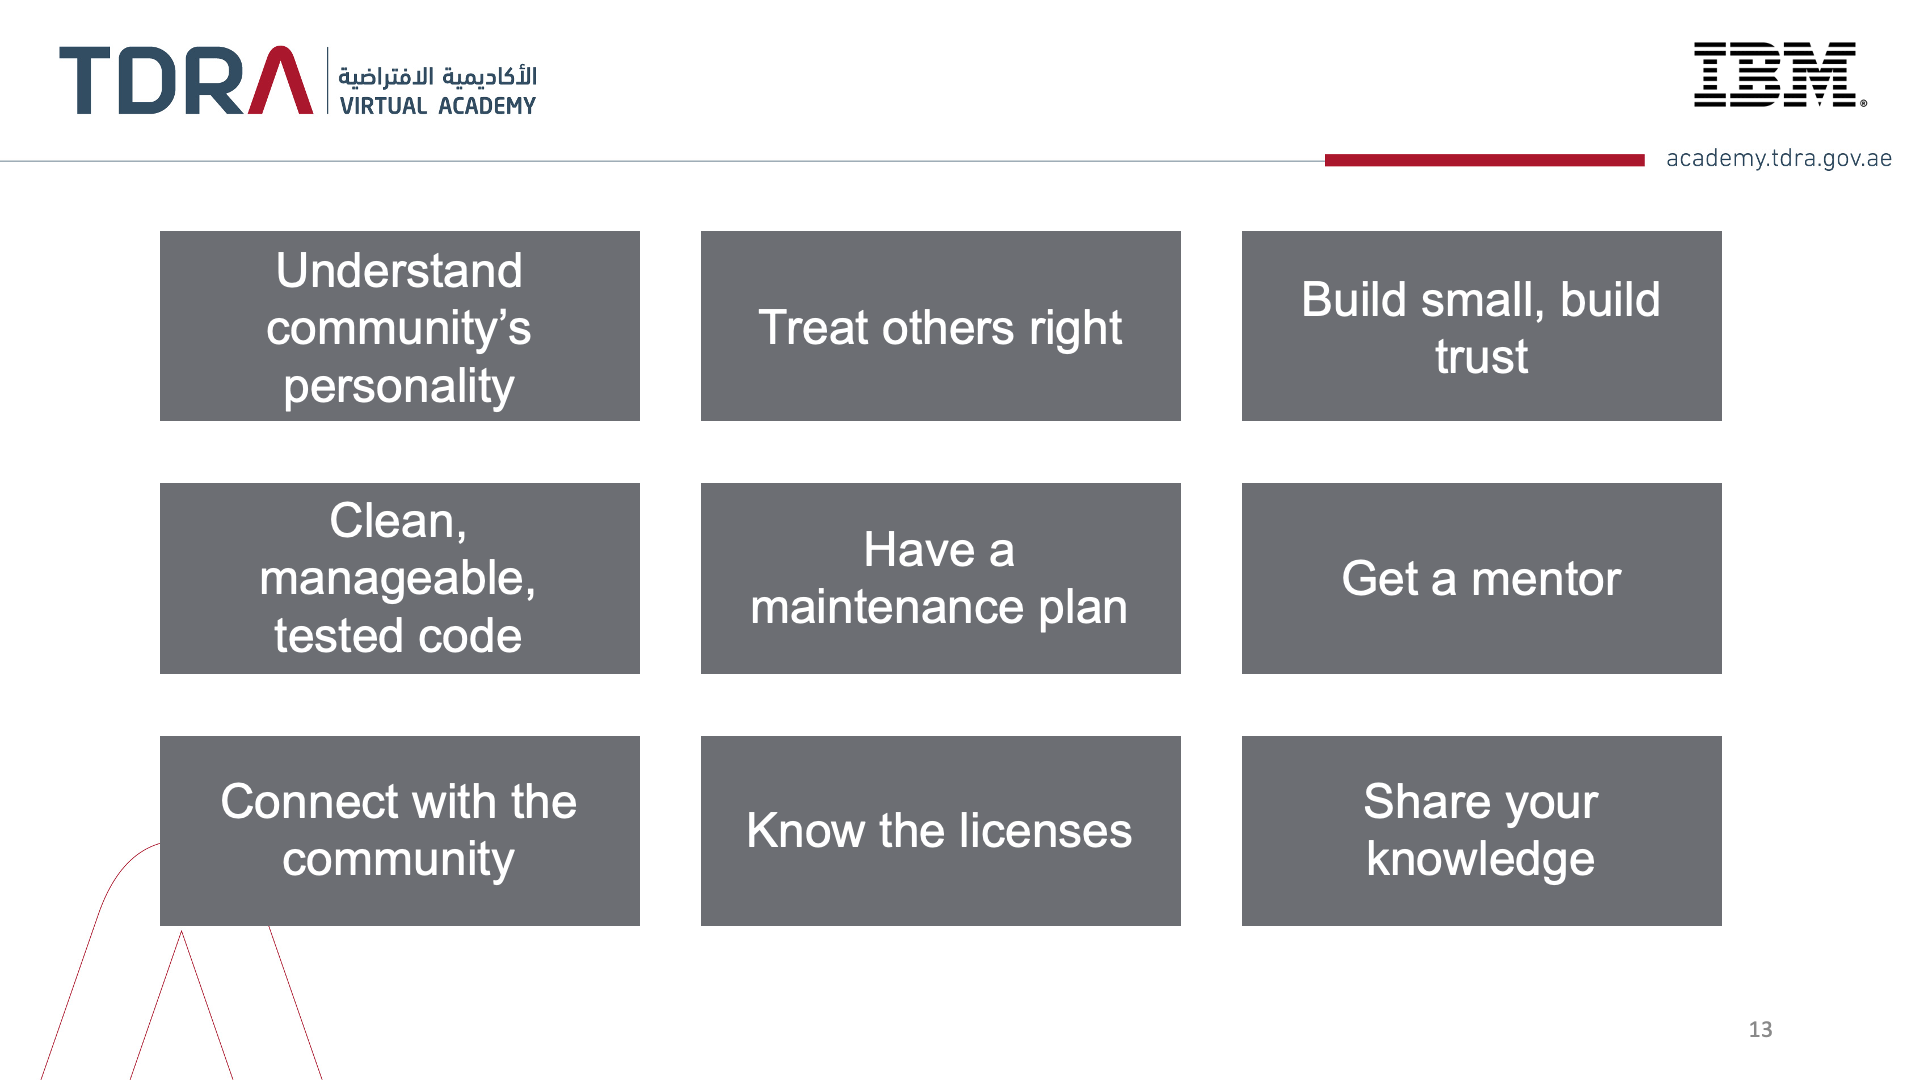 TDRA
الأكاديمية الافتراضية
VIRTUAL ACADEMY
IBM®
academy.tdra.gov.ae
Understand
community’s
personality
Treat others right
Build small, build
trust
Clean,
manageable,
tested code
Have a
maintenance plan
Get a mentor
Connect with the
community
Know the licenses
Share your
knowledge
13